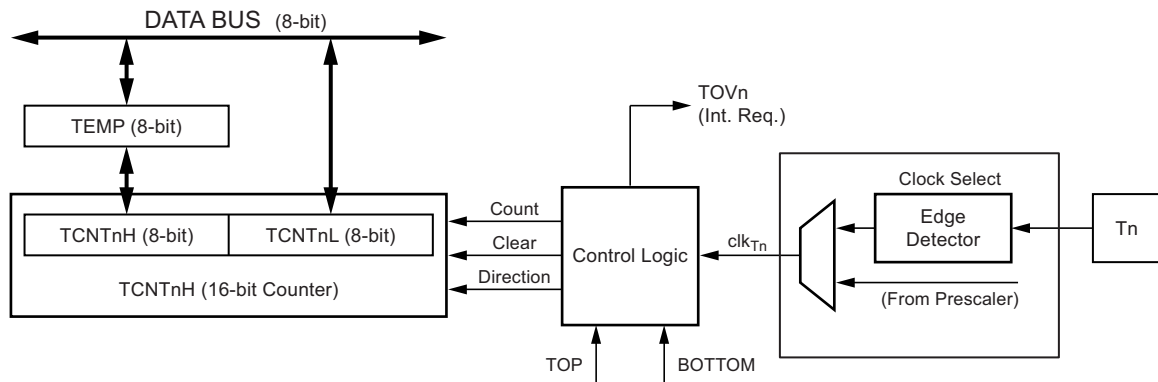 DATA BUS (8-bit)
TEMP (8-bit)
TCNTnH (8-bit)
TCNTnL (8-bit)
TCNTnH (16-bit Counter)
Count
Clear
Direction
TOVn
(Int. Req.)
Control Logic
TOP
BOTTOM
clkTn
Clock Select
Edge
Detector
(From Prescaler)
Tn